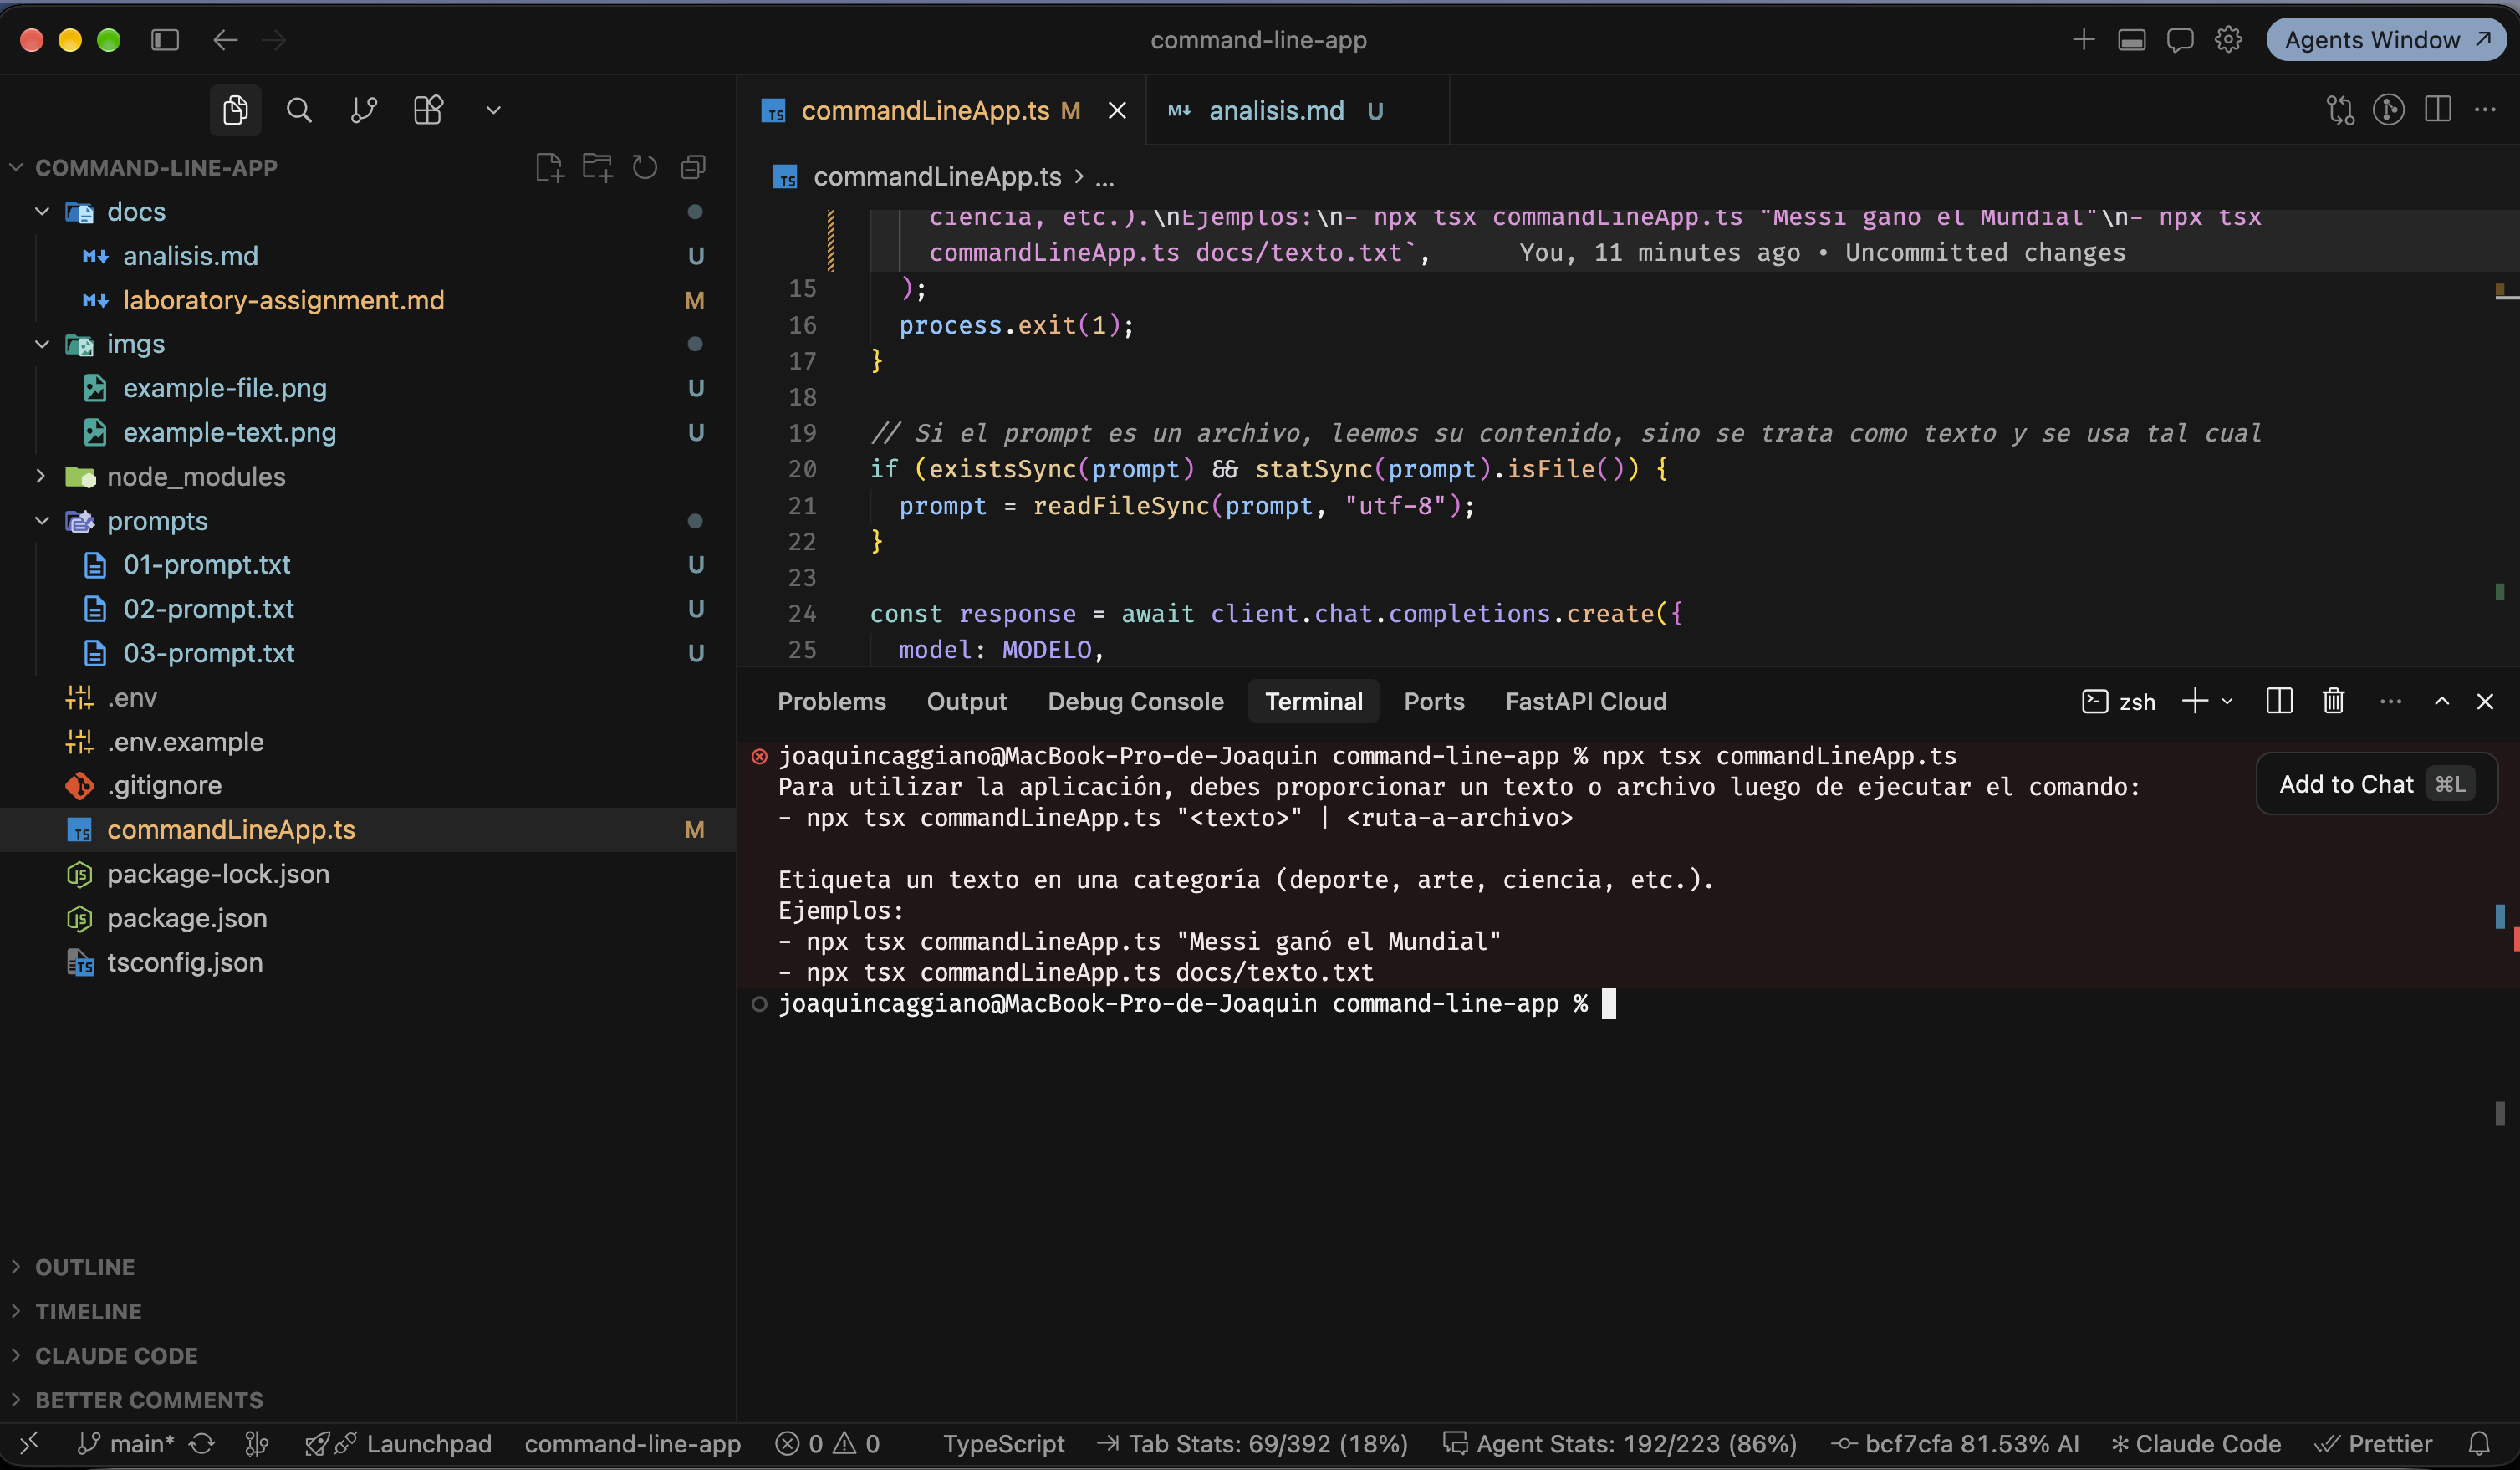 command-line-app
Agents Window
commandLineApp.ts M
analisis.md U
COMMAND-LINE-APP
docs
analisis.md U
laboratory-assignment.md M
imgs
example-file.png U
example-text.png U
node_modules
prompts
01-prompt.txt U
02-prompt.txt U
03-prompt.txt U
.env
.env.example
.gitignore
commandLineApp.ts M
package-lock.json
package.json
tsconfig.json
OUTLINE
TIMELINE
CLAUDE CODE
BETTER COMMENTS
commandLineApp.ts > ...
ciencia, etc.).\nEjemplos:\n- npx tsx commandLineApp.ts "Messi ganó el Mundial"\n- npx tsx
commandLineApp.ts docs/texto.txt`, You, 11 minutes ago • Uncommitted changes
15 );
16 process.exit(1);
17 }
18
19 // Si el prompt es un archivo, leemos su contenido, sino se trata como texto y se usa tal cual
20 if (existsSync(prompt) && statSync(prompt).isFile()) {
21 prompt = readFileSync(prompt, "utf-8");
22 }
23
24 const response = await client.chat.completions.create({
25 model: MODELO,
Problems Output Debug Console Terminal Ports FastAPI Cloud zsh
joaquincaggiano@MacBook-Pro-de-Joaquin command-line-app % npx tsx commandLineApp.ts
Para utilizar la aplicación, debes proporcionar un texto o archivo luego de ejecutar el comando:
- npx tsx commandLineApp.ts "<texto>" | <ruta-a-archivo>
Add to Chat ⌘L
Etiqueta un texto en una categoría (deporte, arte, ciencia, etc.).
Ejemplos:
- npx tsx commandLineApp.ts "Messi ganó el Mundial"
- npx tsx commandLineApp.ts docs/texto.txt
joaquincaggiano@MacBook-Pro-de-Joaquin command-line-app %
main* Launchpad command-line-app 0 0 TypeScript Tab Stats: 69/392 (18%) Agent Stats: 192/223 (86%) bcf7cfa 81.53% AI Claude Code Prettier